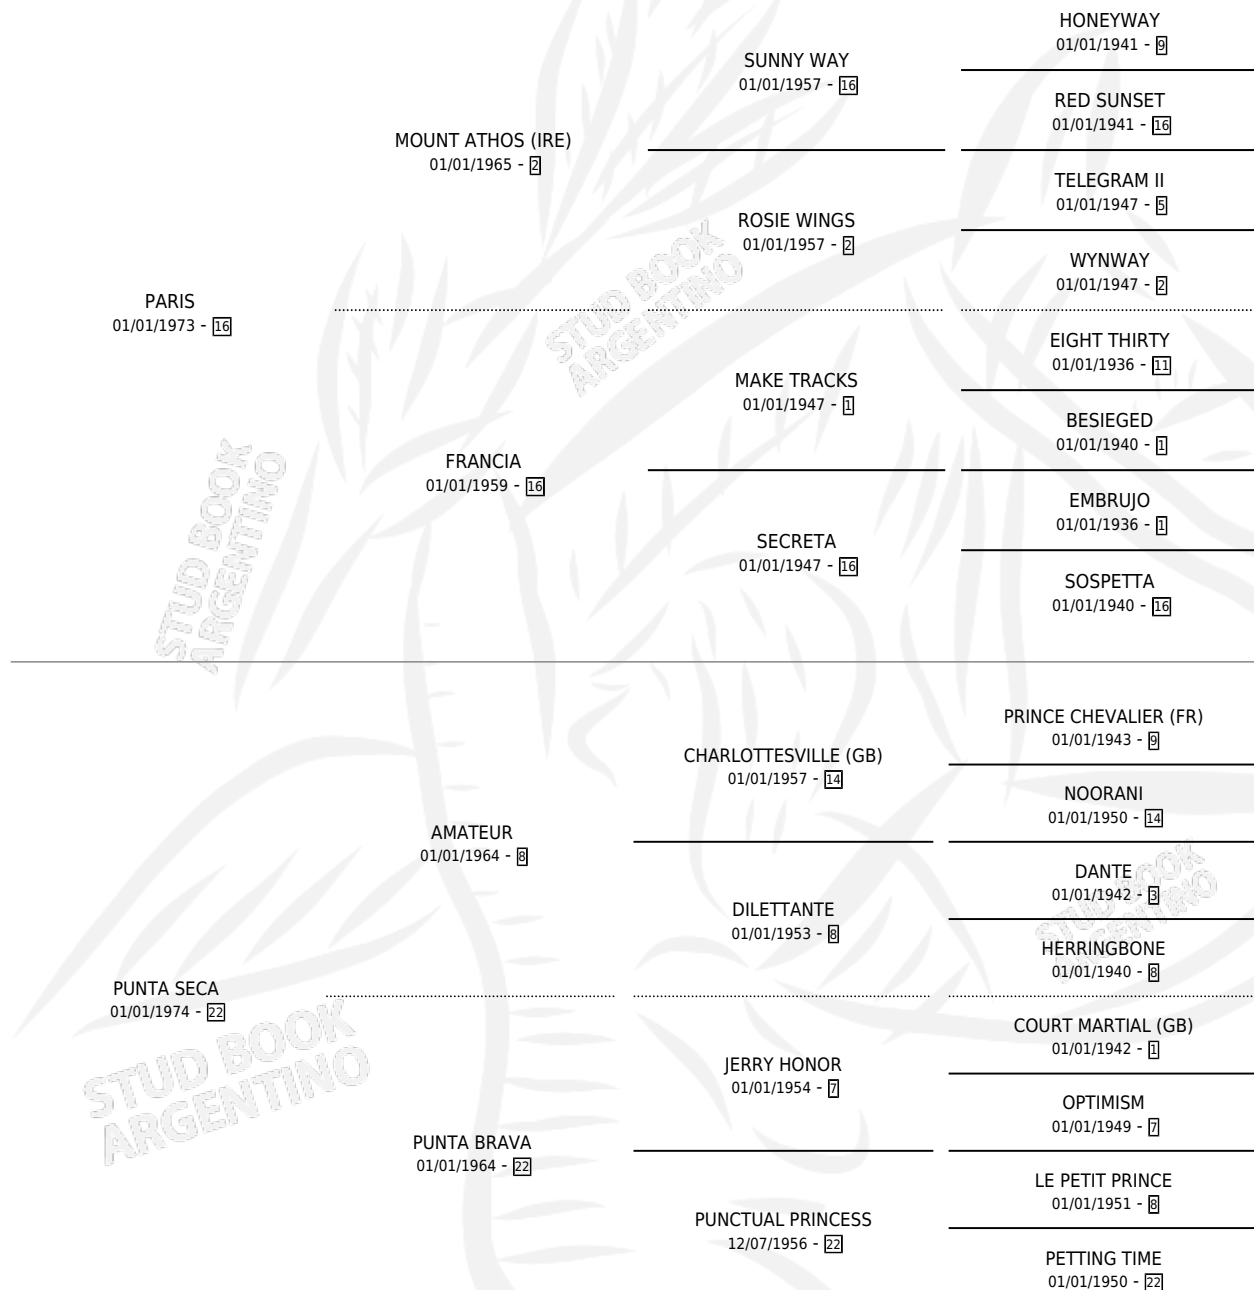 HONEYWAY
01/01/1941 - 9
SUNNY WAY
01/01/1957 - 16
RED SUNSET
01/01/1941 - 16
MOUNT ATHOS (IRE)
01/01/1965 - 2
TELEGRAM II
01/01/1947 - 5
ROSIE WINGS
01/01/1957 - 2
WYNWAY
01/01/1947 - 2
PARIS
01/01/1973 - 16
EIGHT THIRTY
01/01/1936 - 11
MAKE TRACKS
01/01/1947 - 1
BESIEGED
01/01/1940 - 1
FRANCIA
01/01/1959 - 16
EMBRUJO
01/01/1936 - 1
SECRETA
01/01/1947 - 16
SOSPETTA
01/01/1940 - 16
PRINCE CHEVALIER (FR)
01/01/1943 - 9
CHARLOTTESVILLE (GB)
01/01/1957 - 14
NOORANI
01/01/1950 - 14
AMATEUR
01/01/1964 - 8
DANTE
01/01/1942 - 3
DILETTANTE
01/01/1953 - 8
HERRINGBONE
01/01/1940 - 8
PUNTA SECA
01/01/1974 - 22
COURT MARTIAL (GB)
01/01/1942 - 1
JERRY HONOR
01/01/1954 - 7
OPTIMISM
01/01/1949 - 7
PUNTA BRAVA
01/01/1964 - 22
LE PETIT PRINCE
01/01/1951 - 8
PUNCTUAL PRINCESS
12/07/1956 - 22
PETTING TIME
01/01/1950 - 22
STUD BOOK
ARGENTINO
STUD BOOK
ARGENTINO
STUD BOOK
ARGENTINO
STUD BOOK
ARGENTINO